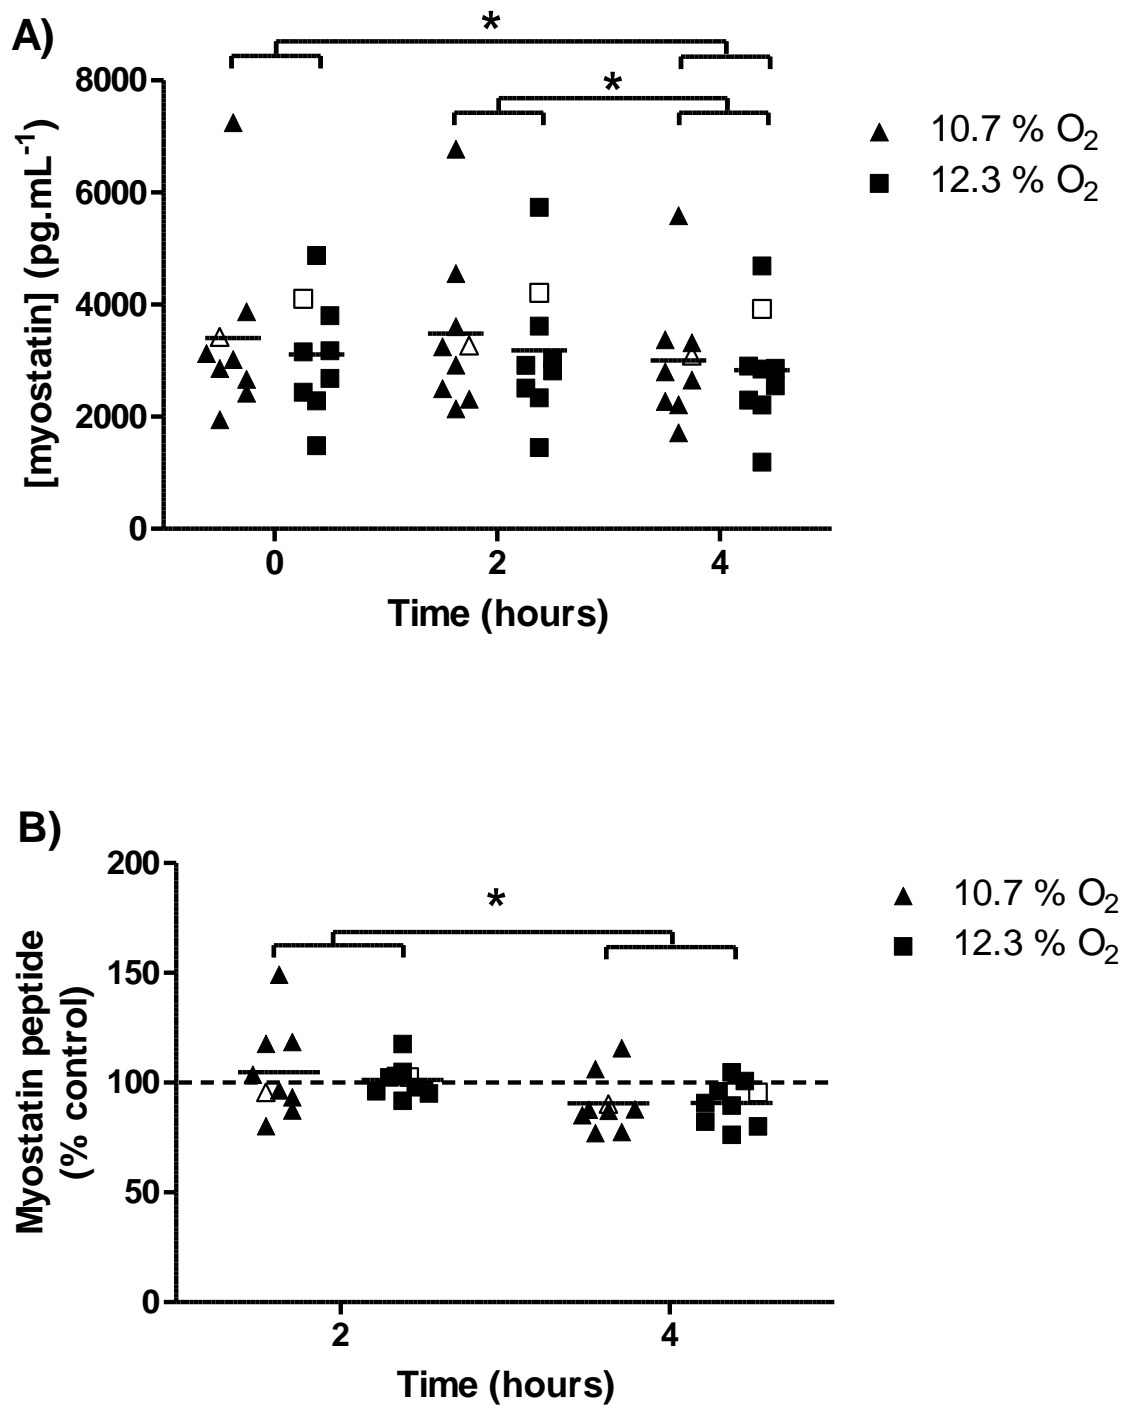 A)
*
*
8000
6000
4000
2000
0
[myostatin] (pg.mL⁻¹)
0 2 4
Time (hours)
10.7 % O₂
12.3 % O₂
B)
*
200
150
100
50
0
Myostatin peptide
(% control)
2 4
Time (hours)
10.7 % O₂
12.3 % O₂